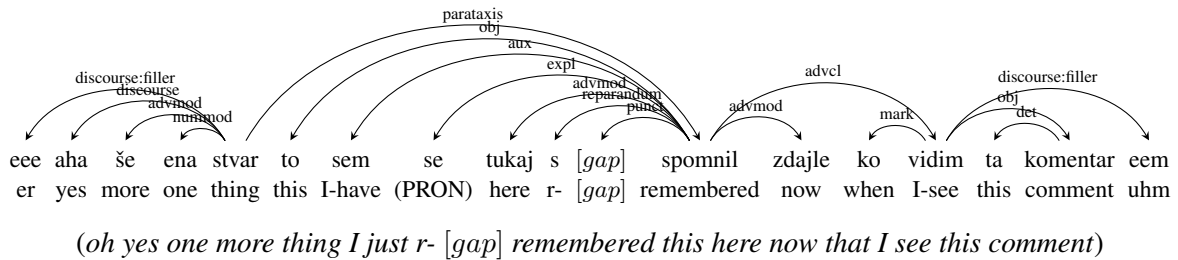 parataxis
obj
aux
expl
advmod
reparandum
punct
discourse:filler
discourse
advmod
nummod
advcl
advmod
mark
discourse:filler
obj
det
eee aha še ena stvar to sem se tukaj s [gap] spomnil zdajle ko vidim ta komentar eem
er yes more one thing this I-have (PRON) here r- [gap] remembered now when I-see this comment uhm
(oh yes one more thing I just r- [gap] remembered this here now that I see this comment)